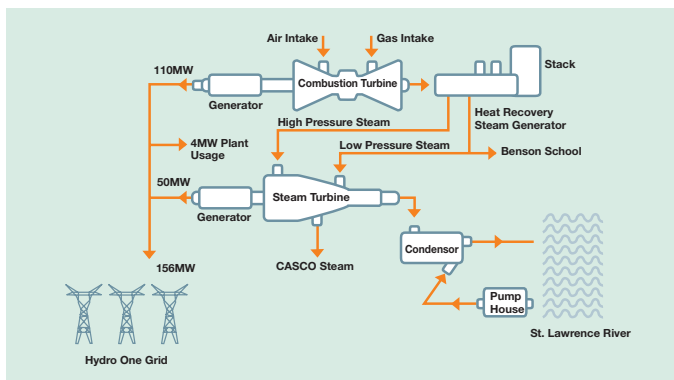 Air Intake
Gas Intake
110MW
Combustion Turbine
Stack
Generator
Heat Recovery
Steam Generator
High Pressure Steam
4MW Plant
Usage
Low Pressure Steam
Benson School
50MW
Steam Turbine
Generator
Condensor
CASCO Steam
156MW
Pump
House
St. Lawrence River
Hydro One Grid